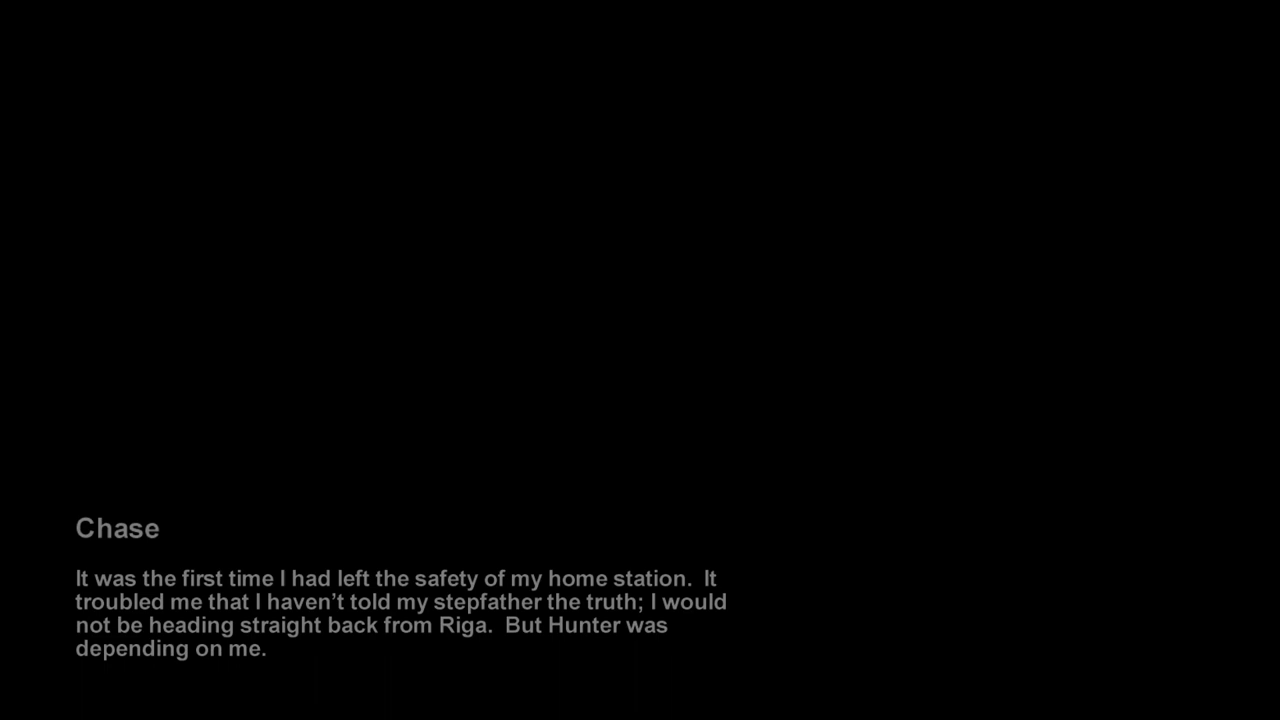 Chase
It was the first time I had left the safety of my home station.  It
troubled me that I haven’t told my stepfather the truth; I would
not be heading straight back from Riga.  But Hunter was
depending on me.